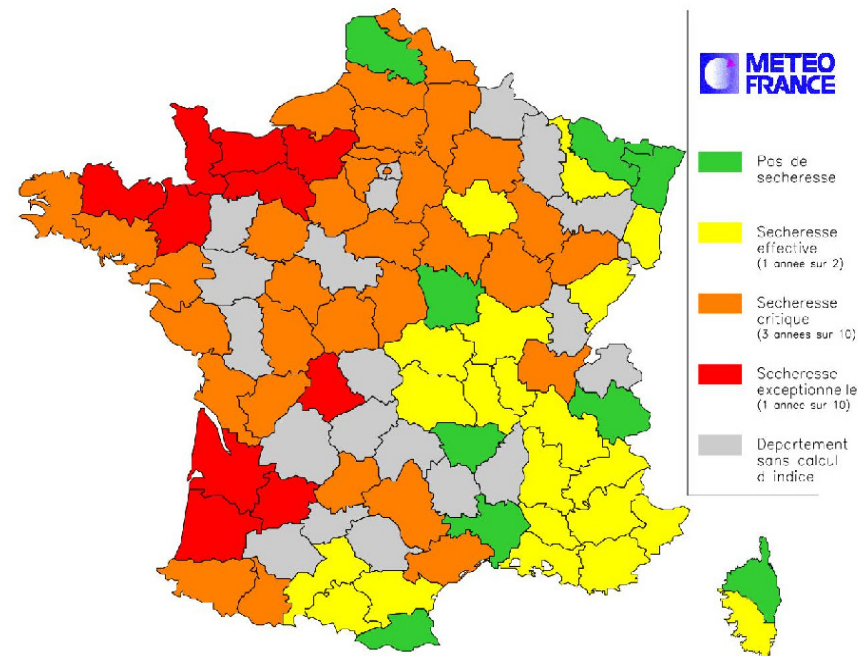 METEO
FRANCE
Pas de
secheresse
Secheresse
effective
(1 annee sur 2)
Secheresse
critique
(3 annees sur 10)
Secheresse
exceptionnelle
(1 annee sur 10)
Departement
sans calcul
d indice